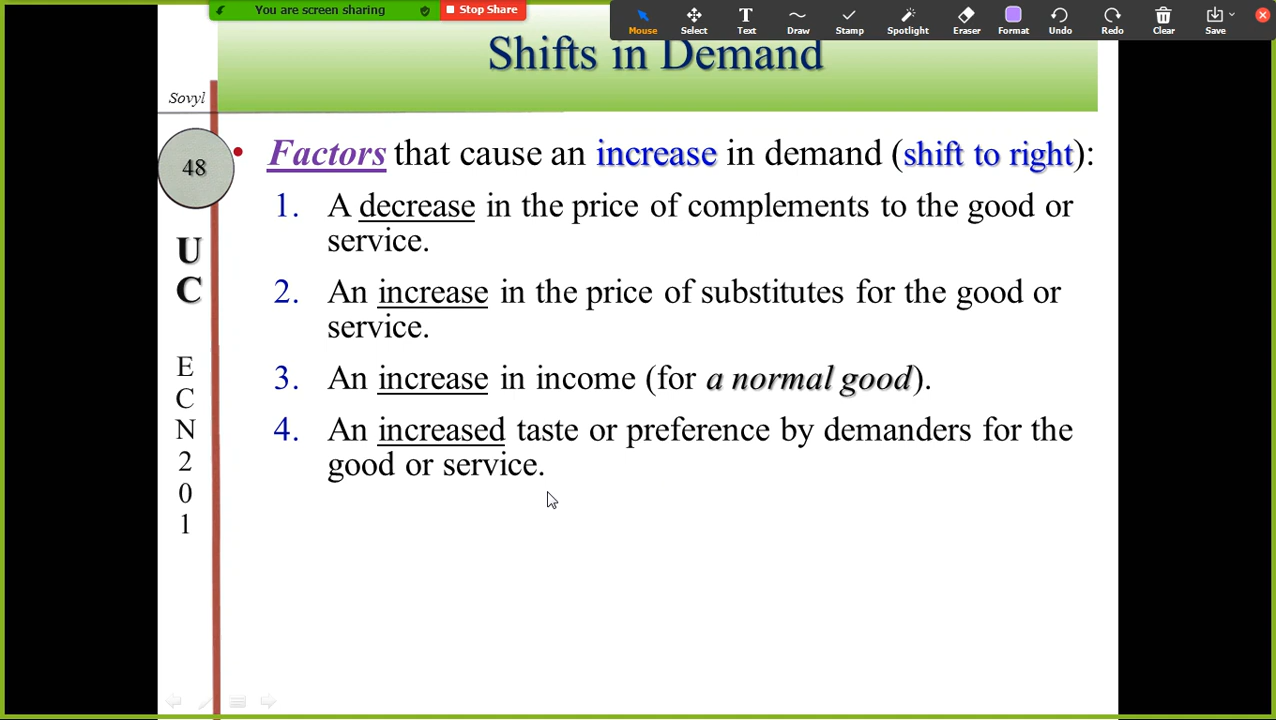 You are screen sharing
Stop Share
Mouse
Select
Text
Draw
Stamp
Spotlight
Eraser
Format
Undo
Redo
Clear
Save
Shifts in Demand
Sovyl
48
U
C
E
C
N
2
0
1
• Factors that cause an increase in demand (shift to right):
1. A decrease in the price of complements to the good or
service.
2. An increase in the price of substitutes for the good or
service.
3. An increase in income (for a normal good).
4. An increased taste or preference by demanders for the
good or service.